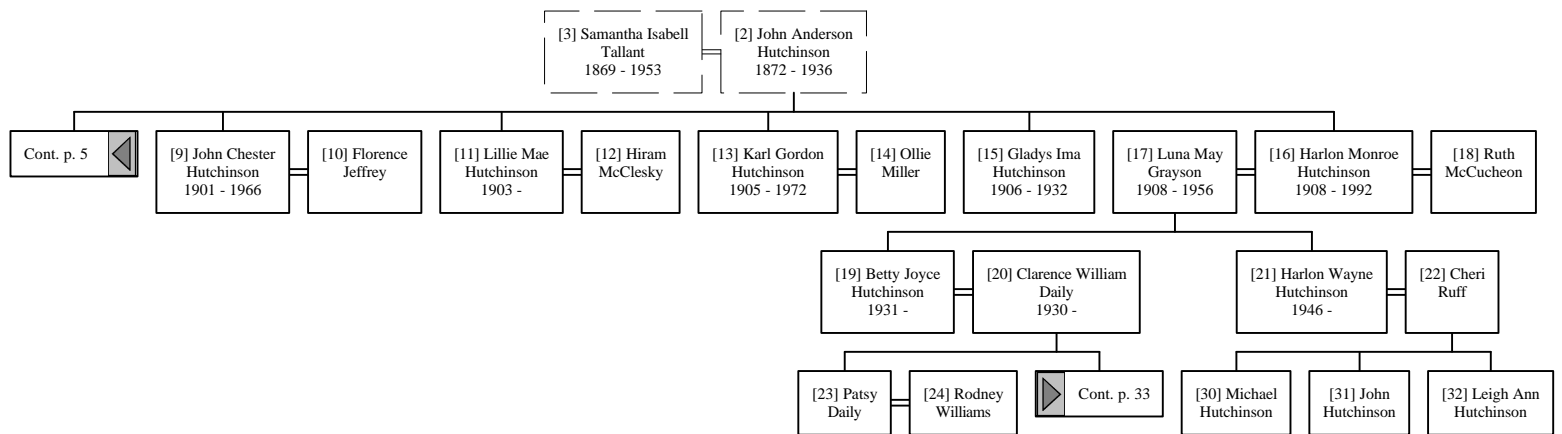 [3] Samantha Isabell
Tallant
1869 - 1953
[2] John Anderson
Hutchinson
1872 - 1936
Cont. p. 5
[9] John Chester
Hutchinson
1901 - 1966
[10] Florence
Jeffrey
[11] Lillie Mae
Hutchinson
1903 -
[12] Hiram
McClesky
[13] Karl Gordon
Hutchinson
1905 - 1972
[14] Ollie
Miller
[15] Gladys Ima
Hutchinson
1906 - 1932
[17] Luna May
Grayson
1908 - 1956
[16] Harlon Monroe
Hutchinson
1908 - 1992
[18] Ruth
McCucheon
[19] Betty Joyce
Hutchinson
1931 -
[20] Clarence William
Daily
1930 -
[21] Harlon Wayne
Hutchinson
1946 -
[22] Cheri
Ruff
[23] Patsy
Daily
[24] Rodney
Williams
Cont. p. 33
[30] Michael
Hutchinson
[31] John
Hutchinson
[32] Leigh Ann
Hutchinson